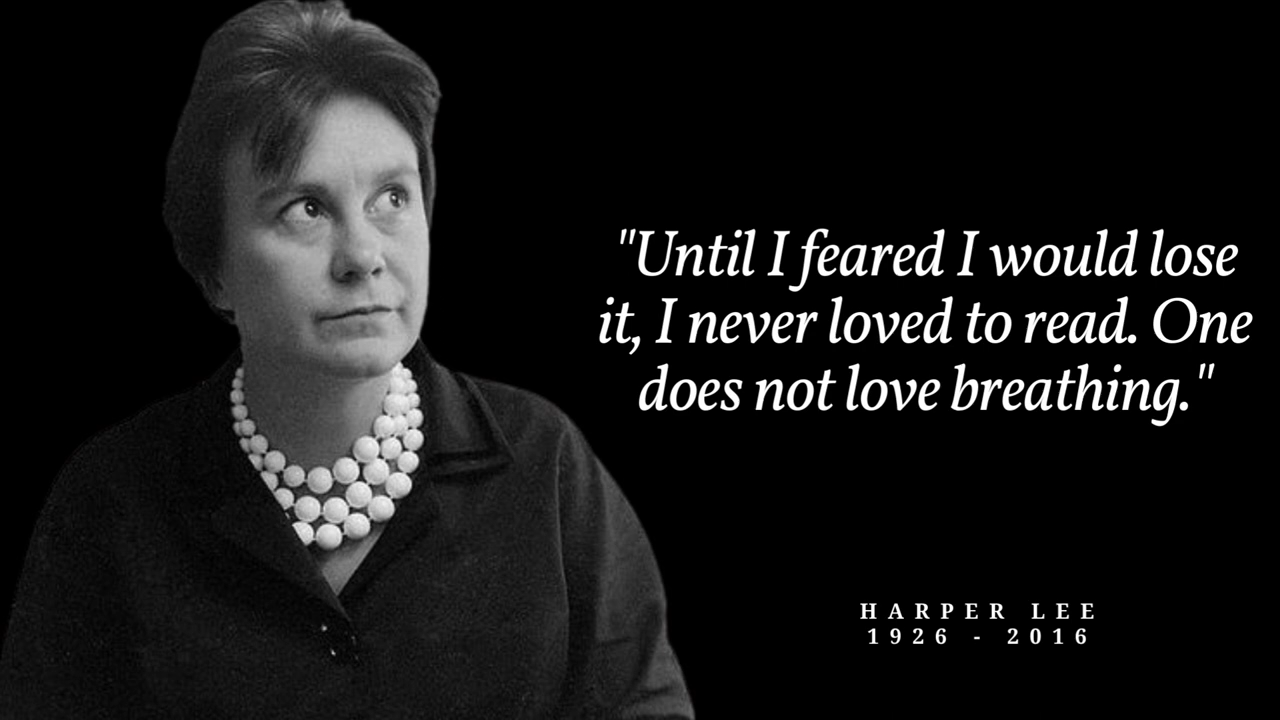 "Until I feared I would lose
it, I never loved to read. One
does not love breathing."
HARPER LEE
1926 - 2016